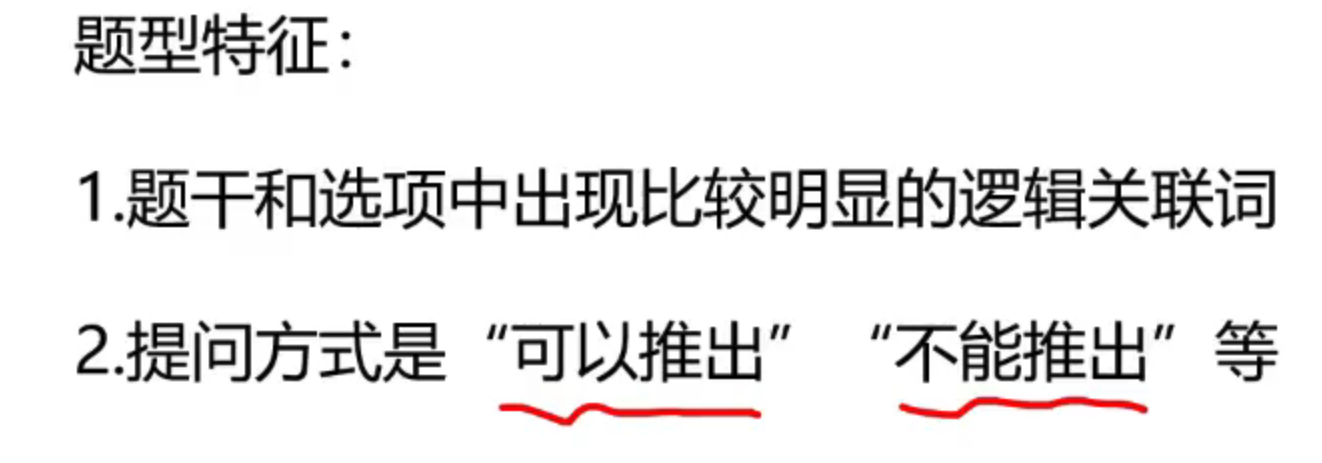 题型特征：
1.题干和选项中出现比较明显的逻辑关联词
2.提问方式是“可以推出” “不能推出”等